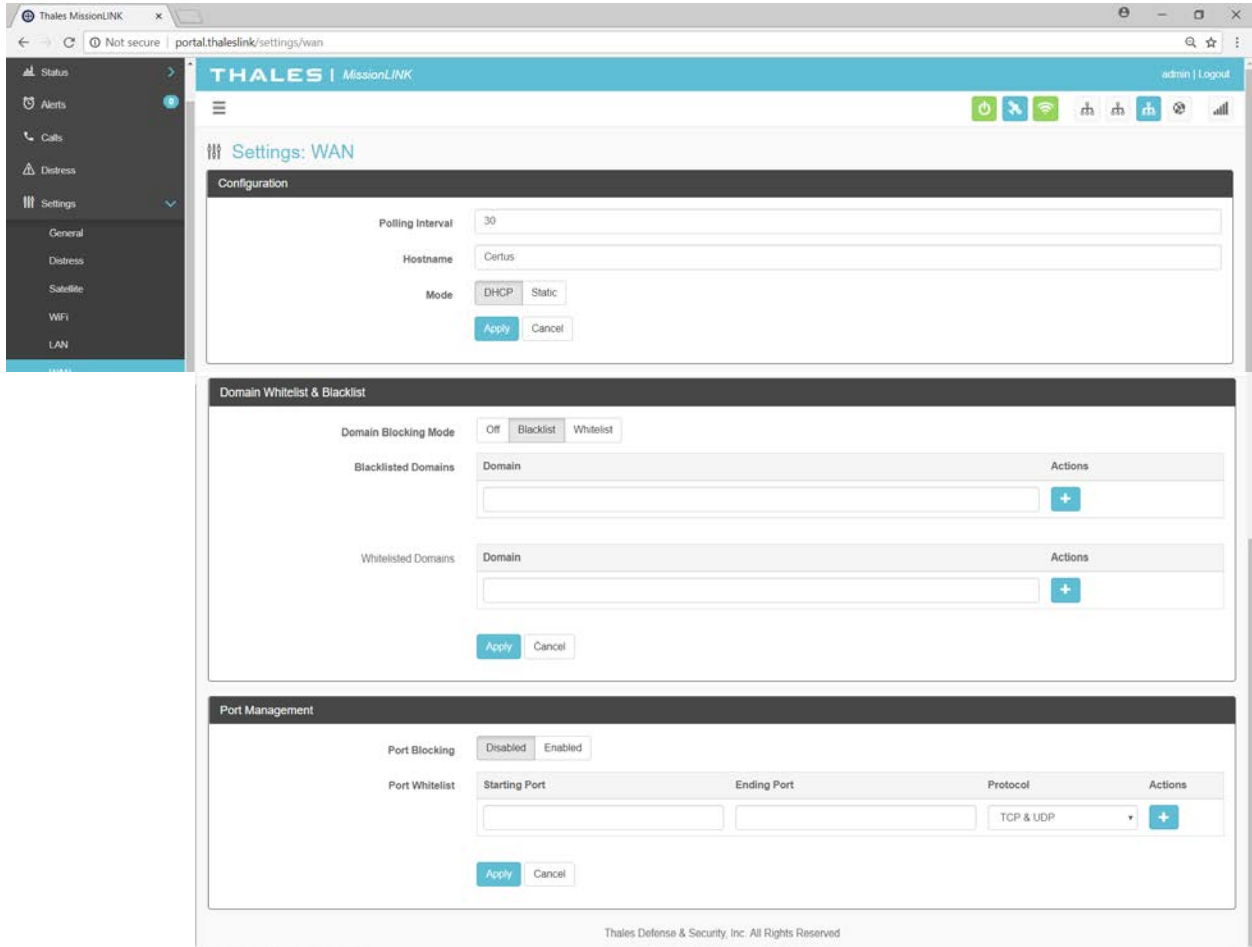 Thales MissionLINK
Not secure | portal.thaleslink/settings/wan
Status
Alerts 0
Calls
Distress
Settings
General
Distress
Satellite
WiFi
LAN
THALES | MissionLINK
admin | Logout
Settings: WAN
Configuration
Polling Interval 30
Hostname Certus
Mode DHCP Static
Apply Cancel
Domain Whitelist & Blacklist
Domain Blocking Mode Off Blacklist Whitelist
Blacklisted Domains Domain Actions
Whitelisted Domains Domain Actions
Apply Cancel
Port Management
Port Blocking Disabled Enabled
Port Whitelist Starting Port Ending Port Protocol Actions
TCP & UDP
Apply Cancel
Thales Defense & Security, Inc. All Rights Reserved